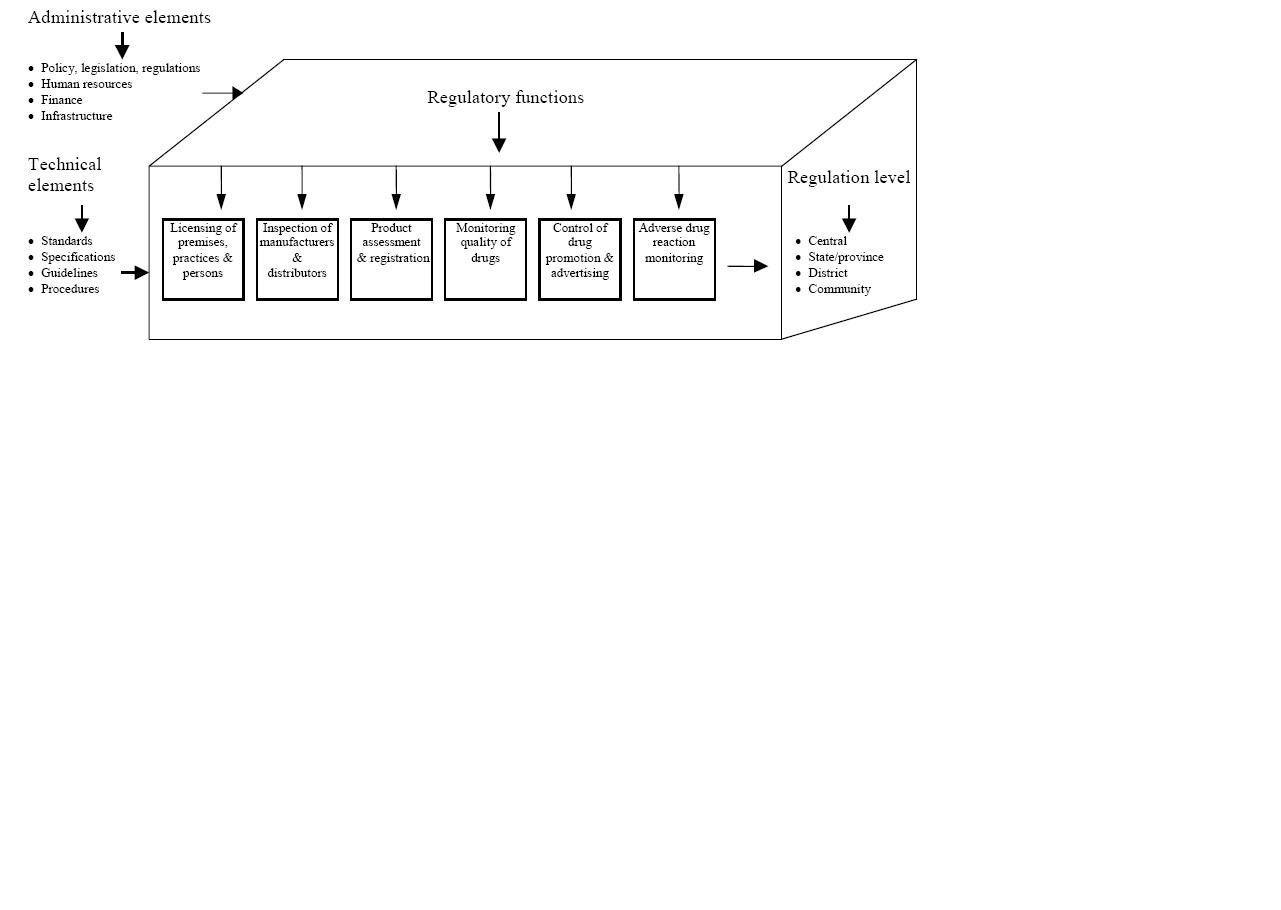 Administrative elements
• Policy, legislation, regulations
• Human resources
• Finance
• Infrastructure
Regulatory functions
Technical
elements
• Standards
• Specifications
• Guidelines
• Procedures
Licensing of
premises,
practices &
persons
Inspection of
manufacturers
&
distributors
Product
assessment
& registration
Monitoring
quality of
drugs
Control of
drug
promotion &
advertising
Adverse drug
reaction
monitoring
Regulation level
• Central
• State/province
• District
• Community